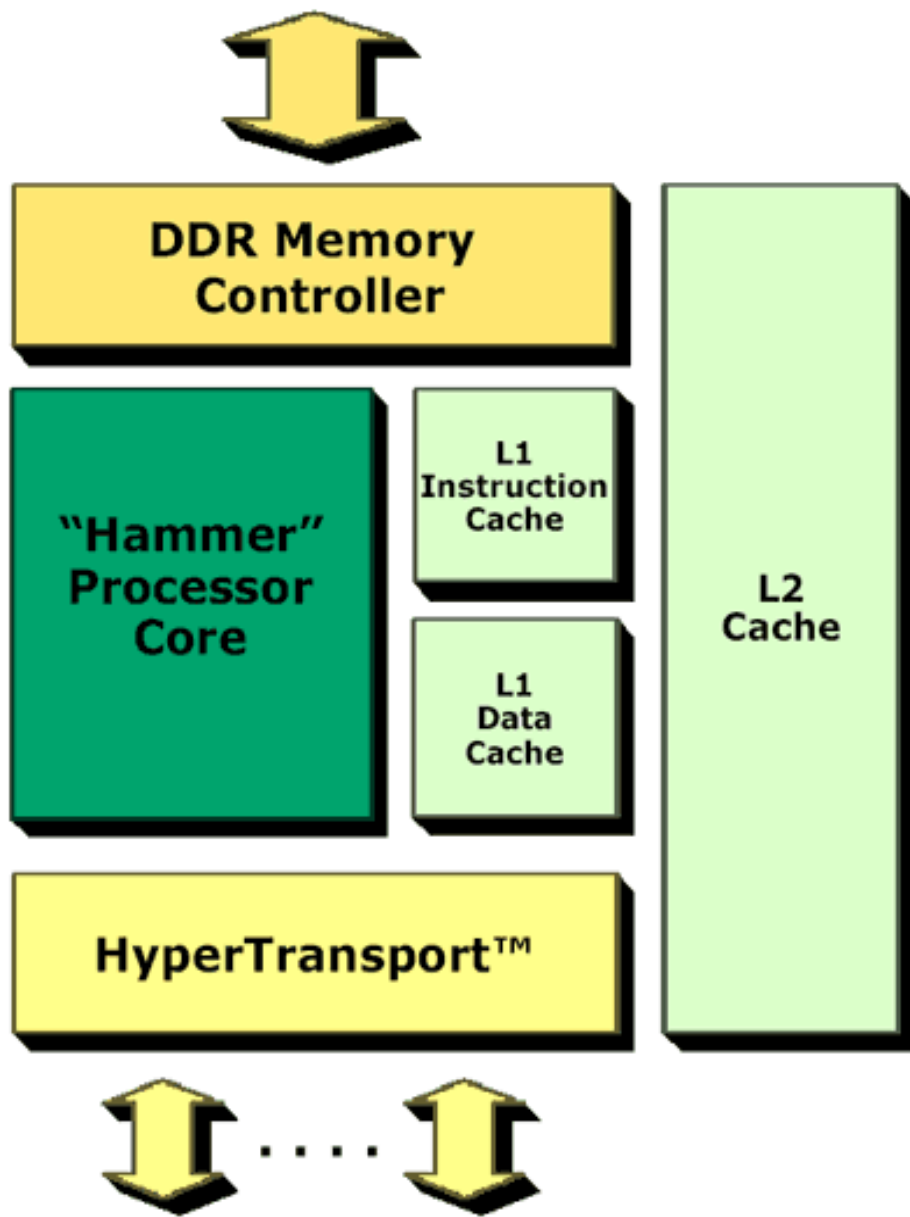 DDR Memory
Controller
“Hammer”
Processor
Core
L1
Instruction
Cache
L1
Data
Cache
L2
Cache
HyperTransport™
. . . .